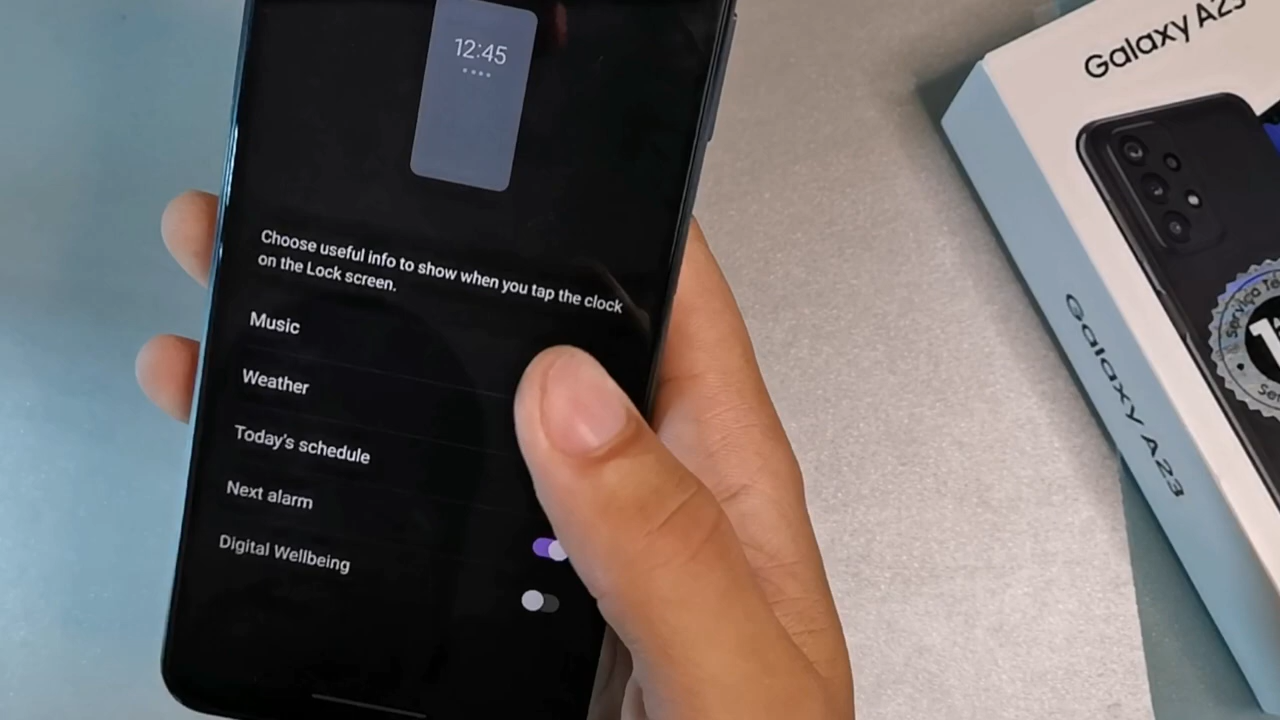 12:45
Choose useful info to show when you tap the clock
on the Lock screen.
Music
Weather
Today's schedule
Next alarm
Digital Wellbeing
Galaxy A23
Galaxy A23